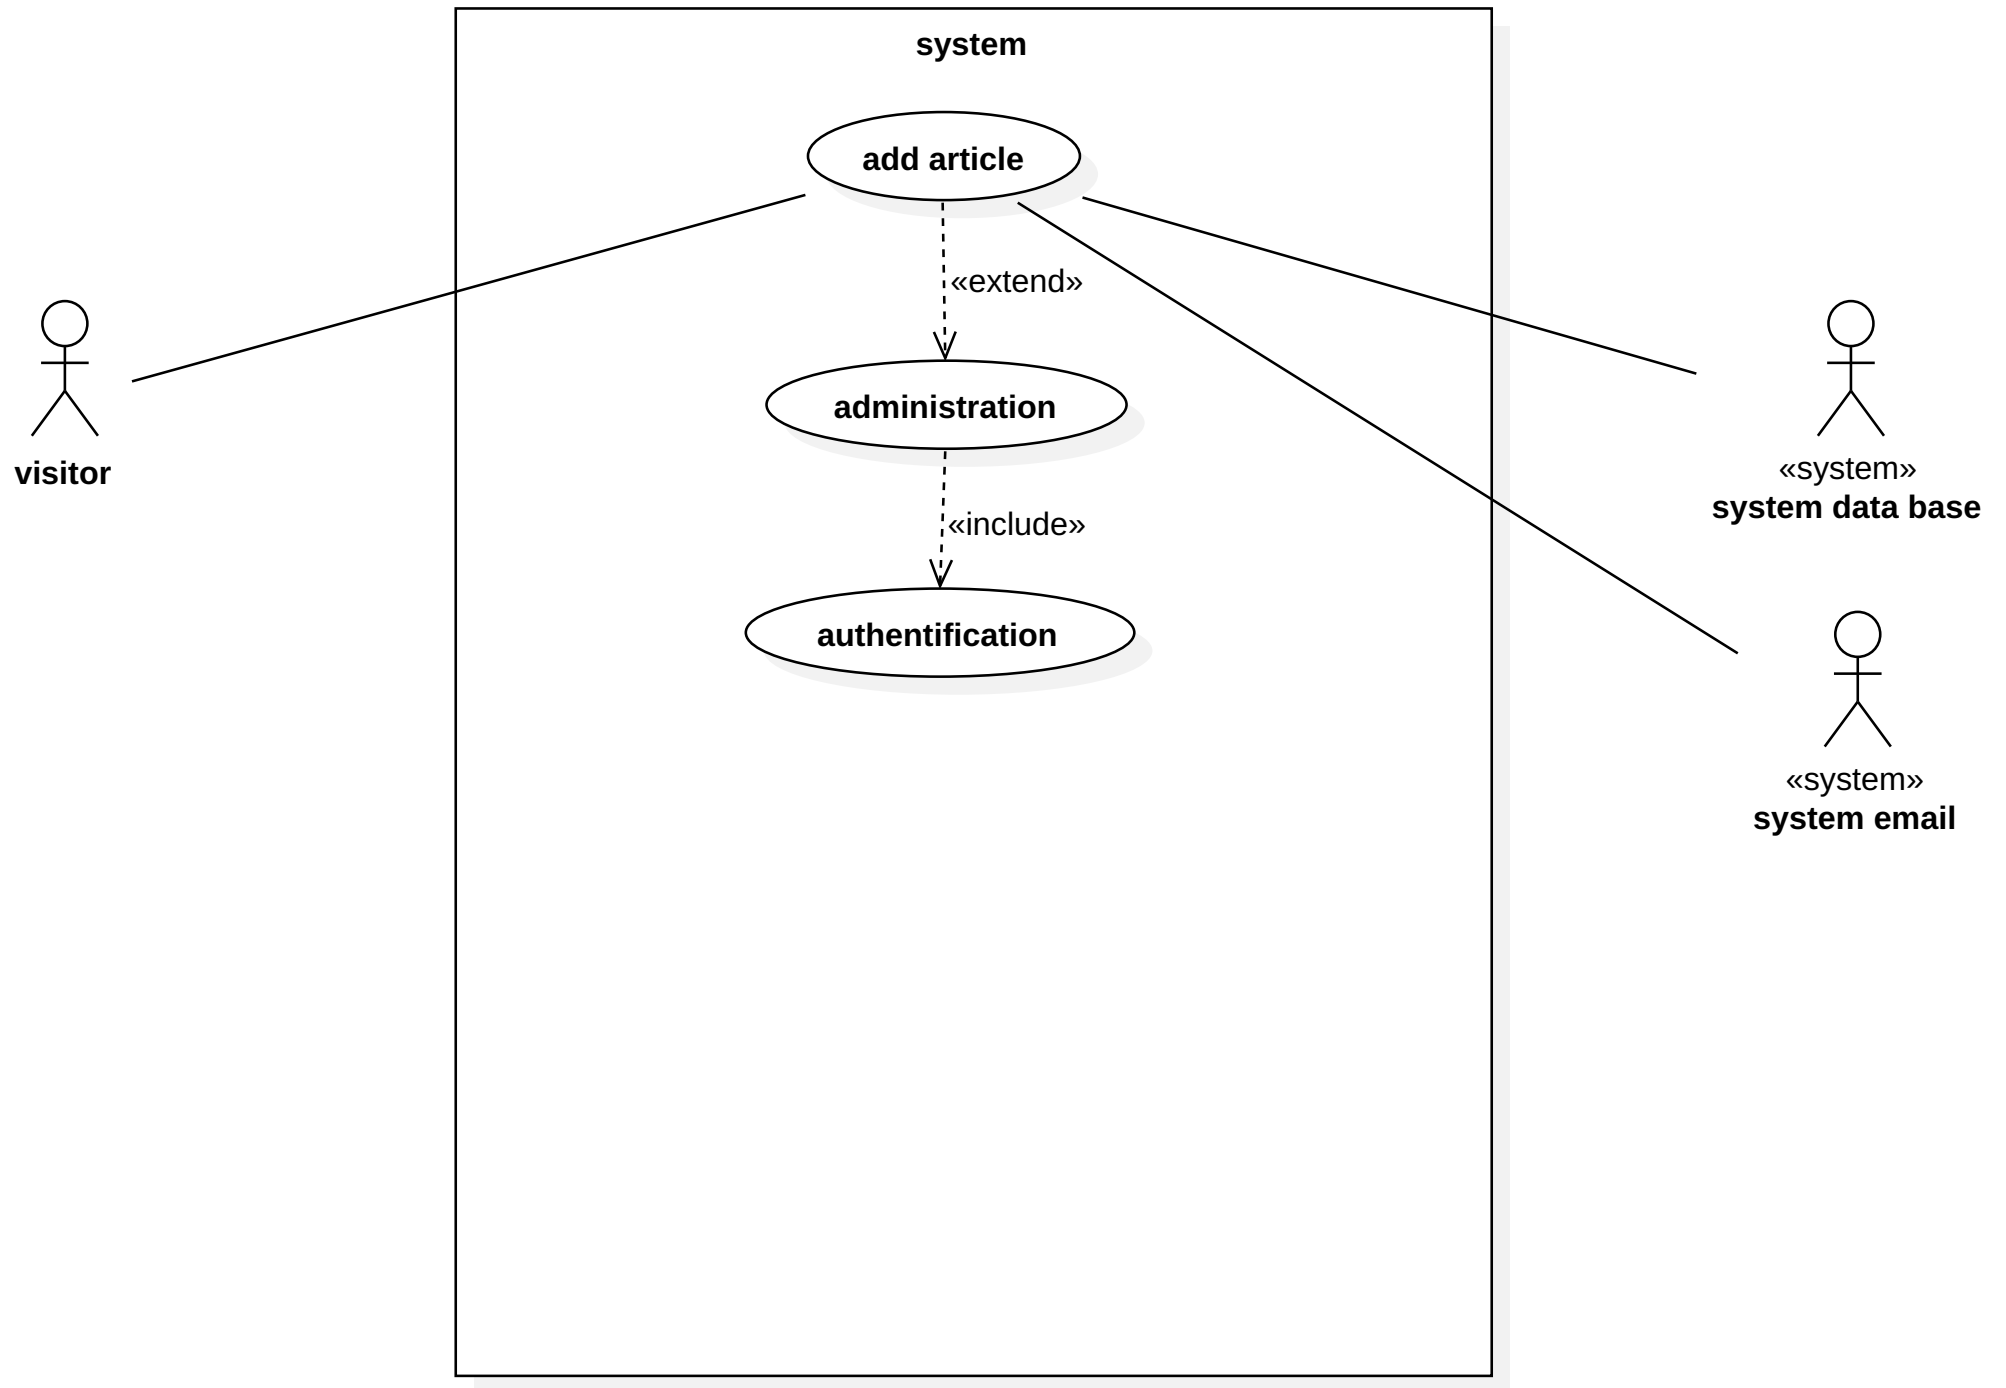 system
add article
«extend»
administration
visitor
«system»
system data base
«include»
authentification
«system»
system email